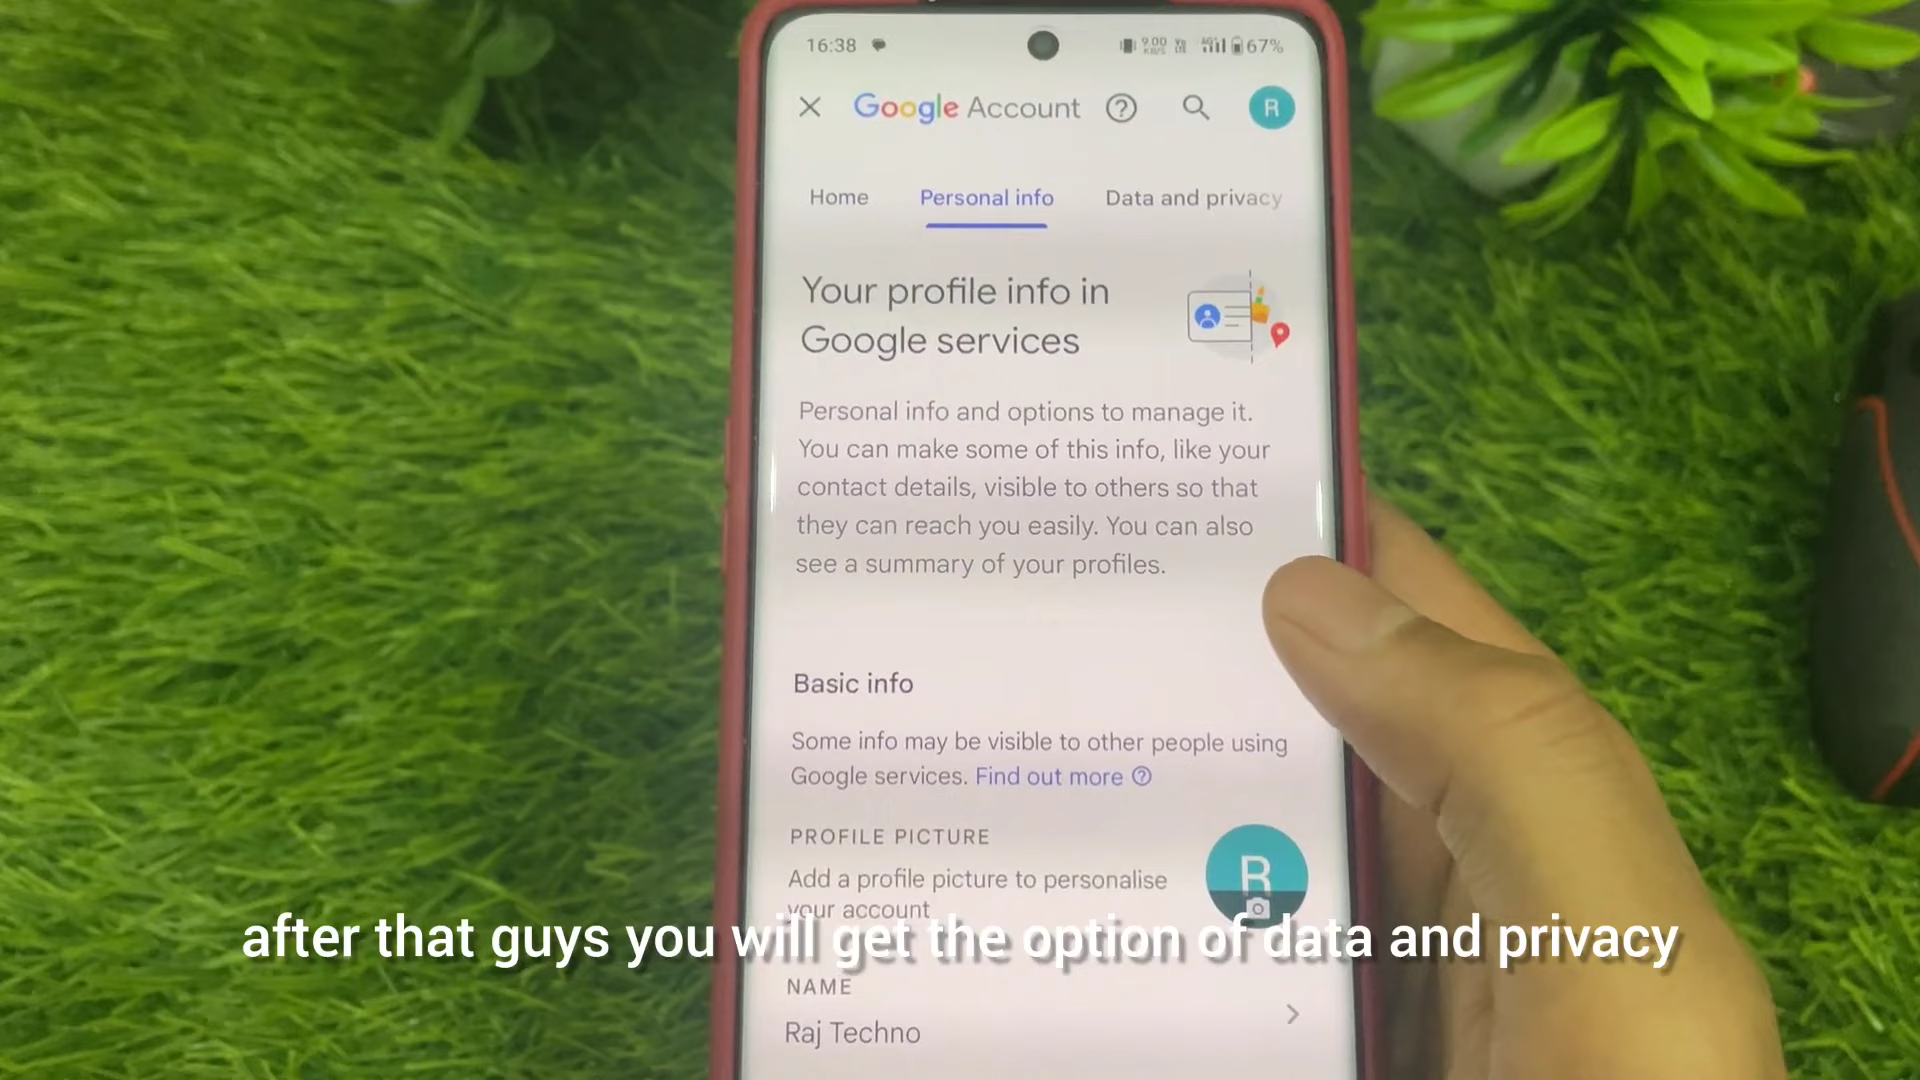 16:38 9.00 KB/S 4G+ 67%
Google Account R
Home Personal info Data and privacy
Your profile info in
Google services
Personal info and options to manage it.
You can make some of this info, like your
contact details, visible to others so that
they can reach you easily. You can also
see a summary of your profiles.
Basic info
Some info may be visible to other people using
Google services. Find out more
PROFILE PICTURE
Add a profile picture to personalise
your account
R
after that guys you will get the option of data and privacy
NAME
Raj Techno